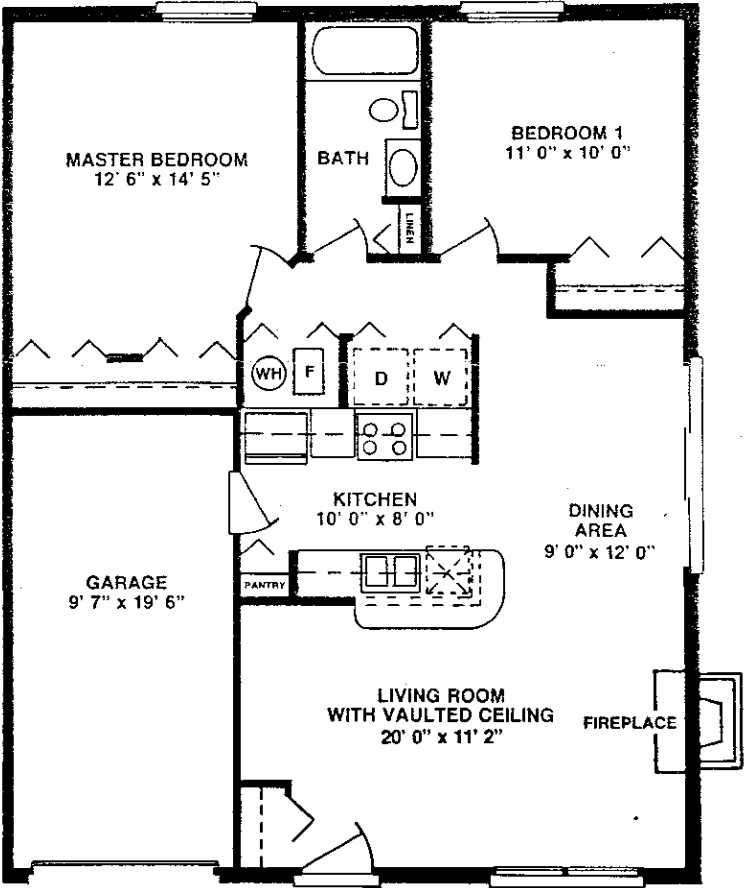 MASTER BEDROOM
12' 6" x 14' 5"
BATH
LINEN
BEDROOM 1
11' 0" x 10' 0"
WH
F
D
W
KITCHEN
10' 0" x 8' 0"
DINING
AREA
9' 0" x 12' 0"
GARAGE
9' 7" x 19' 6"
PANTRY
LIVING ROOM
WITH VAULTED CEILING
20' 0" x 11' 2"
FIREPLACE